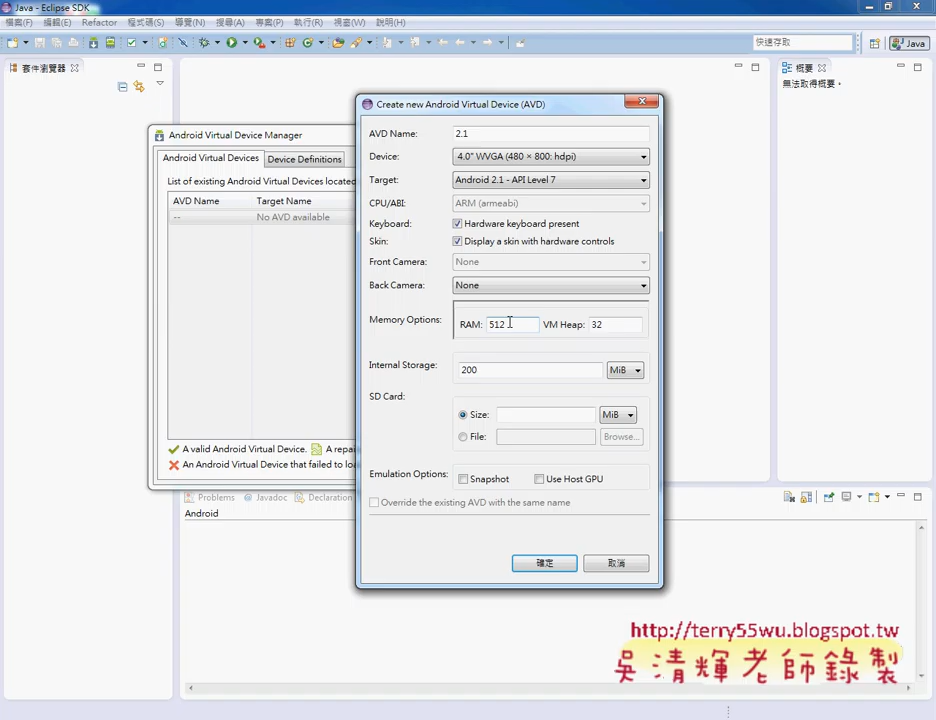 Java - Eclipse SDK
檔案(F) 編輯(E) Refactor 程式碼(S) 導覽(N) 搜尋(A) 專案(P) 執行(R) 視窗(W) 說明(H)
快速存取
Java
套件瀏覽器
概要
無法取得概要。
Android Virtual Device Manager
Android Virtual Devices
Device Definitions
List of existing Android Virtual Devices located
AVD Name
Target Name
--
No AVD available
A valid Android Virtual Device.
A repai
An Android Virtual Device that failed to loa
Create new Android Virtual Device (AVD)
AVD Name: 2.1
Device: 4.0" WVGA (480 × 800: hdpi)
Target: Android 2.1 - API Level 7
CPU/ABI: ARM (armeabi)
Keyboard: Hardware keyboard present
Skin: Display a skin with hardware controls
Front Camera: None
Back Camera: None
Memory Options: RAM: 512 VM Heap: 32
Internal Storage: 200 MiB
SD Card:
Size: MiB
File: Browse...
Emulation Options: Snapshot Use Host GPU
Override the existing AVD with the same name
確定
取消
Problems
Javadoc
Declaration
Android
http://terry55wu.blogspot.tw
吳清輝老師錄製